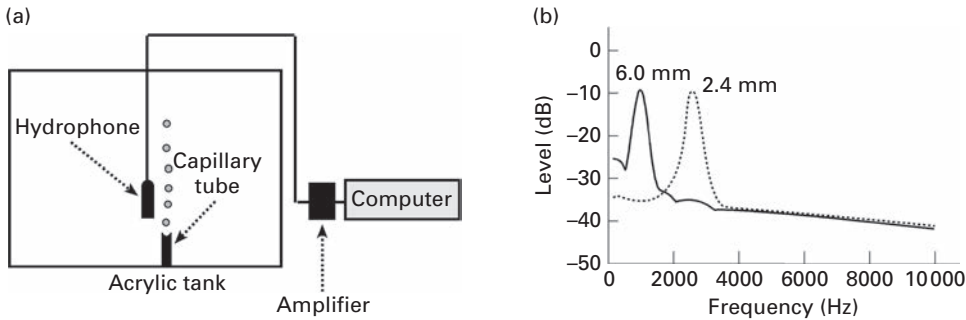 (a)
Hydrophone
Capillary
tube
Computer
Acrylic tank
Amplifier
(b)
0
–10
–20
–30
–40
–50
Level (dB)
6.0 mm
2.4 mm
0 2000 4000 6000 8000 10000
Frequency (Hz)